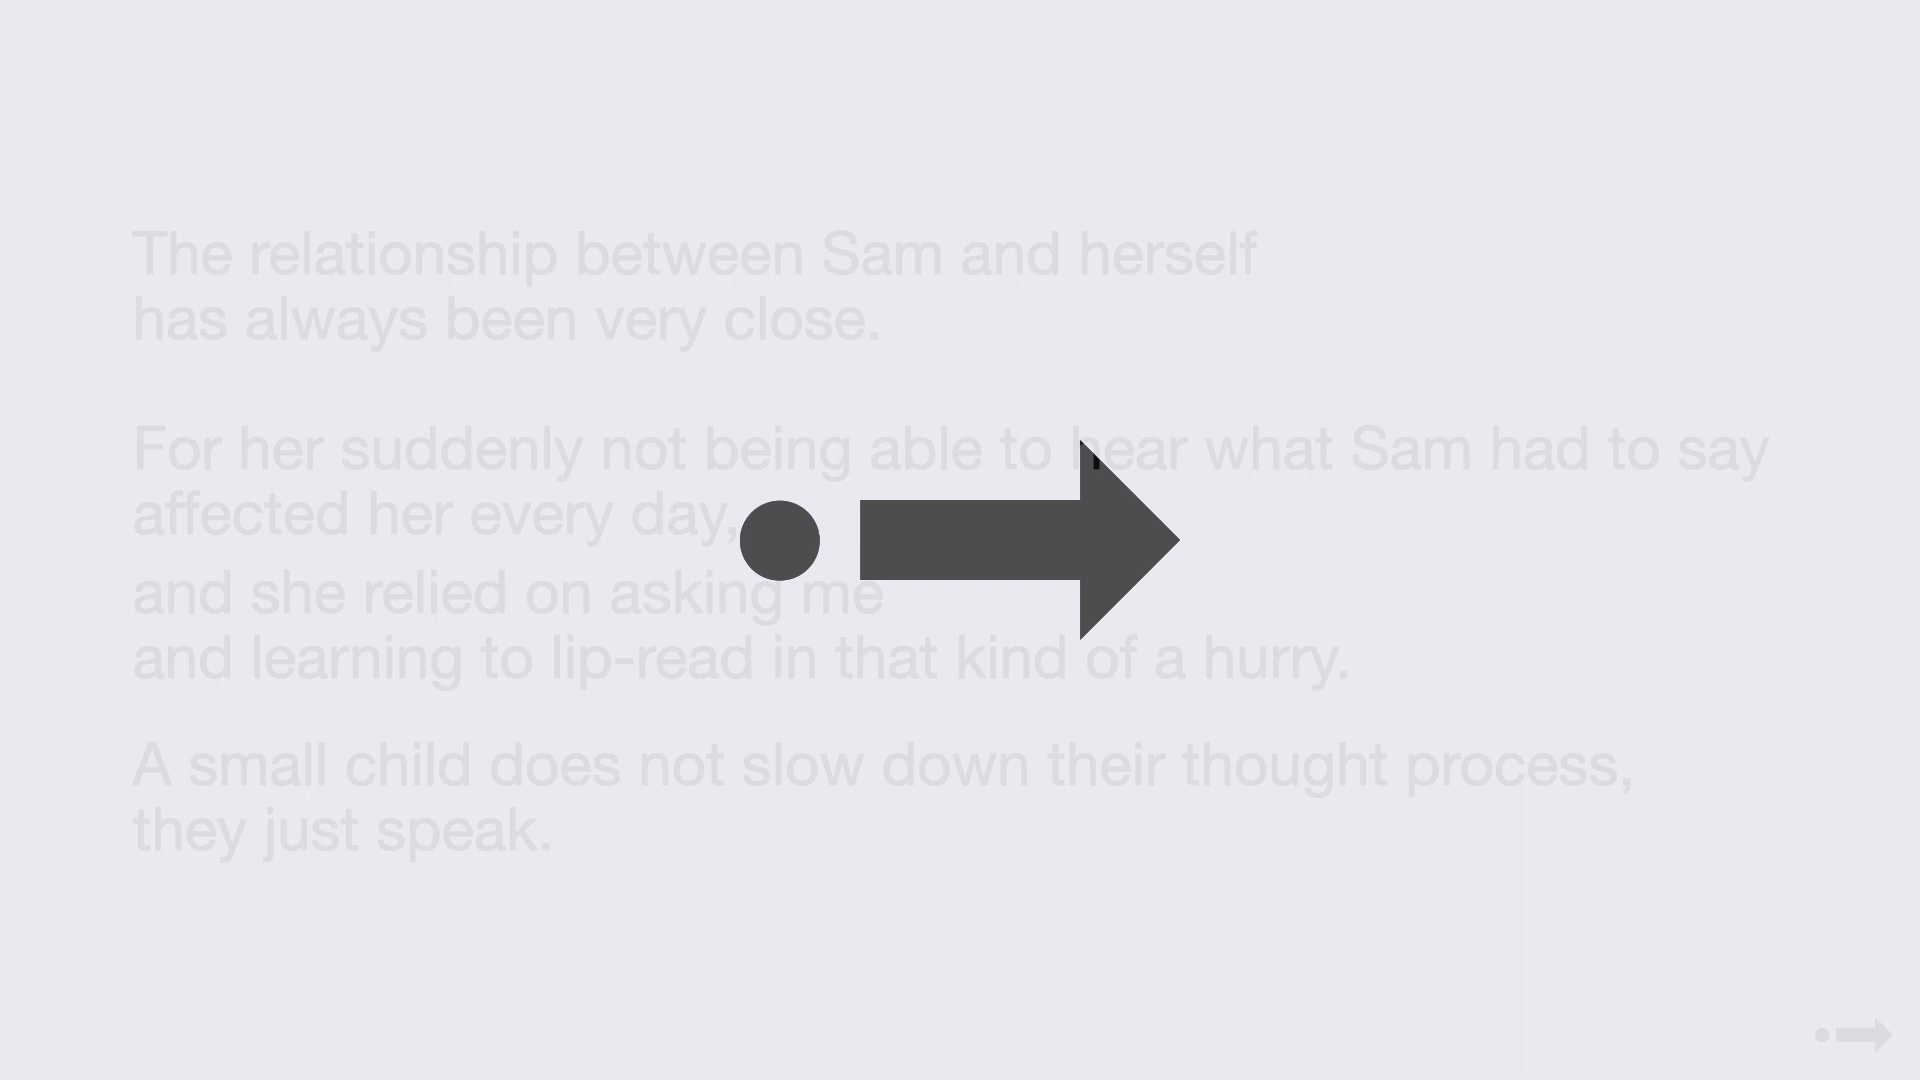 The relationship between Sam and herself
has always been very close.
For her suddenly not being able to hear what Sam had to say
affected her every day,
and she relied on asking me
and learning to lip-read in that kind of a hurry.
A small child does not slow down their thought process,
they just speak.